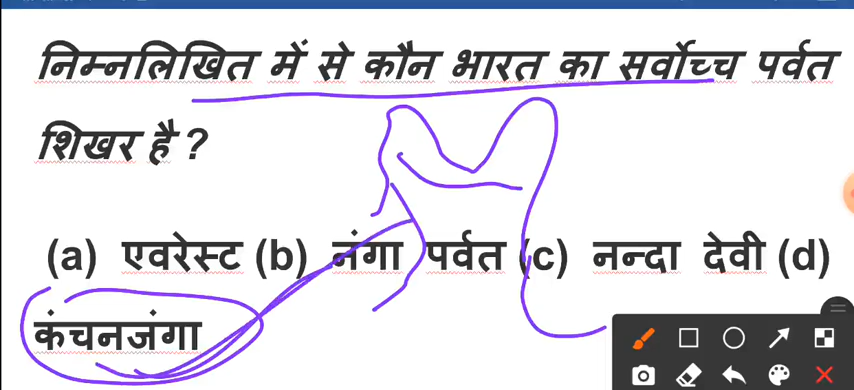 निम्नलिखित में से कौन भारत का सर्वोच्च पर्वत
शिखर है ?
(a) एवरेस्ट (b) नंगा पर्वत (c) नन्दा देवी (d)
कंचनजंगा